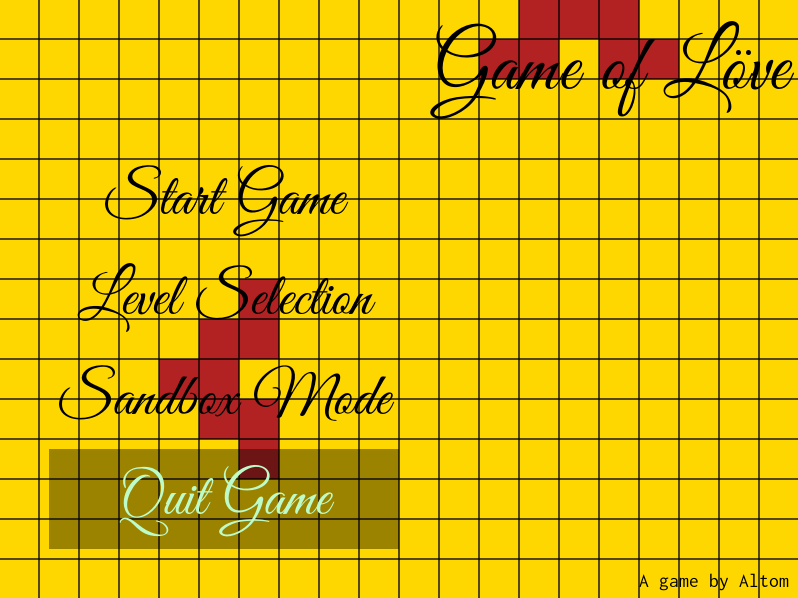 Game of Löve
Start Game
Level Selection
Sandbox Mode
Quit Game
A game by Altom